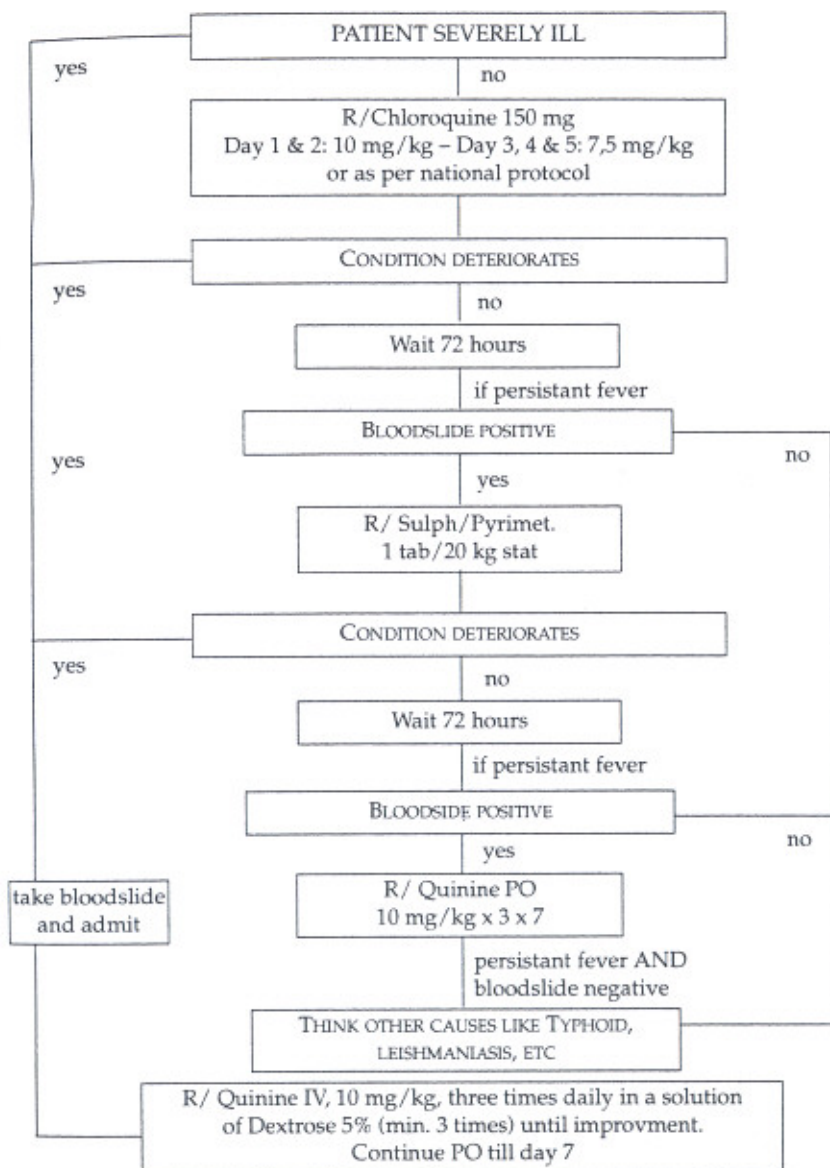 PATIENT SEVERELY ILL
yes
no
R/Chloroquine 150 mg
Day 1 & 2: 10 mg/kg – Day 3, 4 & 5: 7,5 mg/kg
or as per national protocol
CONDITION DETERIORATES
yes
no
Wait 72 hours
if persistant fever
BLOODSLIDE POSITIVE
no
yes
yes
R/ Sulph/Pyrimet.
1 tab/20 kg stat
CONDITION DETERIORATES
yes
no
Wait 72 hours
if persistant fever
BLOODSIDE POSITIVE
no
yes
take bloodslide
and admit
R/ Quinine PO
10 mg/kg x 3 x 7
persistant fever AND
bloodslide negative
THINK OTHER CAUSES LIKE TYPHOID,
LEISHMANIASIS, ETC
R/ Quinine IV, 10 mg/kg, three times daily in a solution
of Dextrose 5% (min. 3 times) until improvment.
Continue PO till day 7